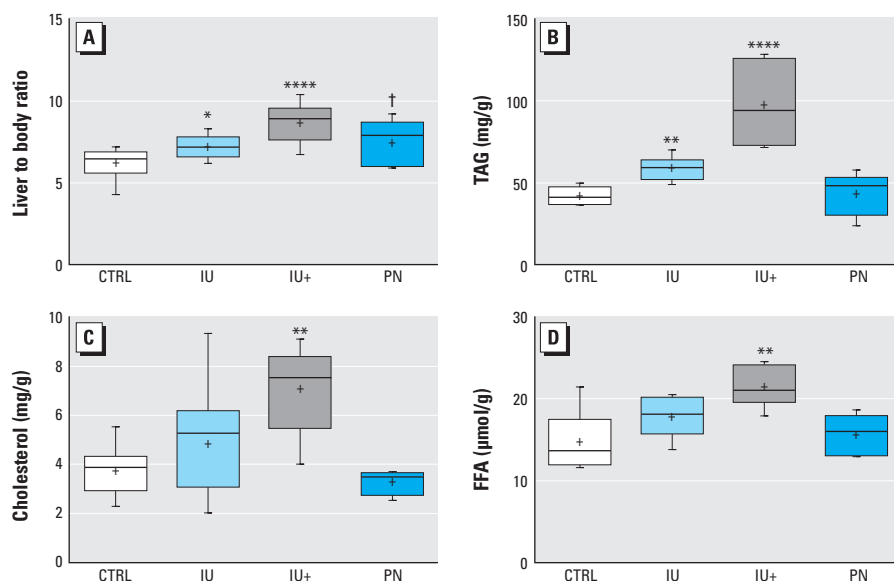 A
Liver to body ratio
15
10
5
0
*
****
†
CTRL IU IU+ PN
B
TAG (mg/g)
150
100
50
0
**
****
CTRL IU IU+ PN
C
Cholesterol (mg/g)
10
8
6
4
2
0
**
CTRL IU IU+ PN
D
FFA (μmol/g)
30
20
10
0
**
CTRL IU IU+ PN